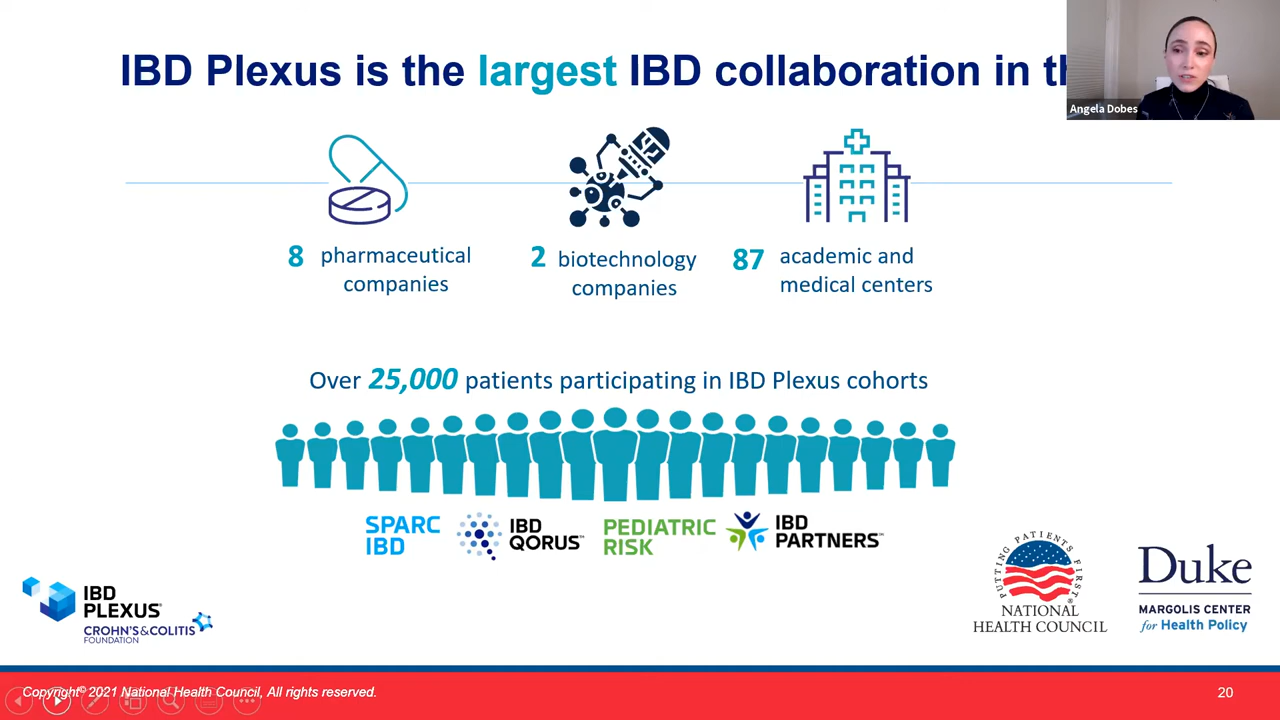 IBD Plexus is the largest IBD collaboration in
Angela Dobes
8 pharmaceutical
companies
2 biotechnology
companies
87 academic and
medical centers
Over 25,000 patients participating in IBD Plexus cohorts
SPARC
IBD
IBD
QORUS™
PEDIATRIC
RISK
IBD
PARTNERS™
IBD
PLEXUS®
CROHN'S & COLITIS
FOUNDATION
PUTTING PATIENTS FIRST®
NATIONAL
HEALTH COUNCIL
Duke
MARGOLIS CENTER
for Health Policy
Copyright© 2021 National Health Council, All rights reserved.
20